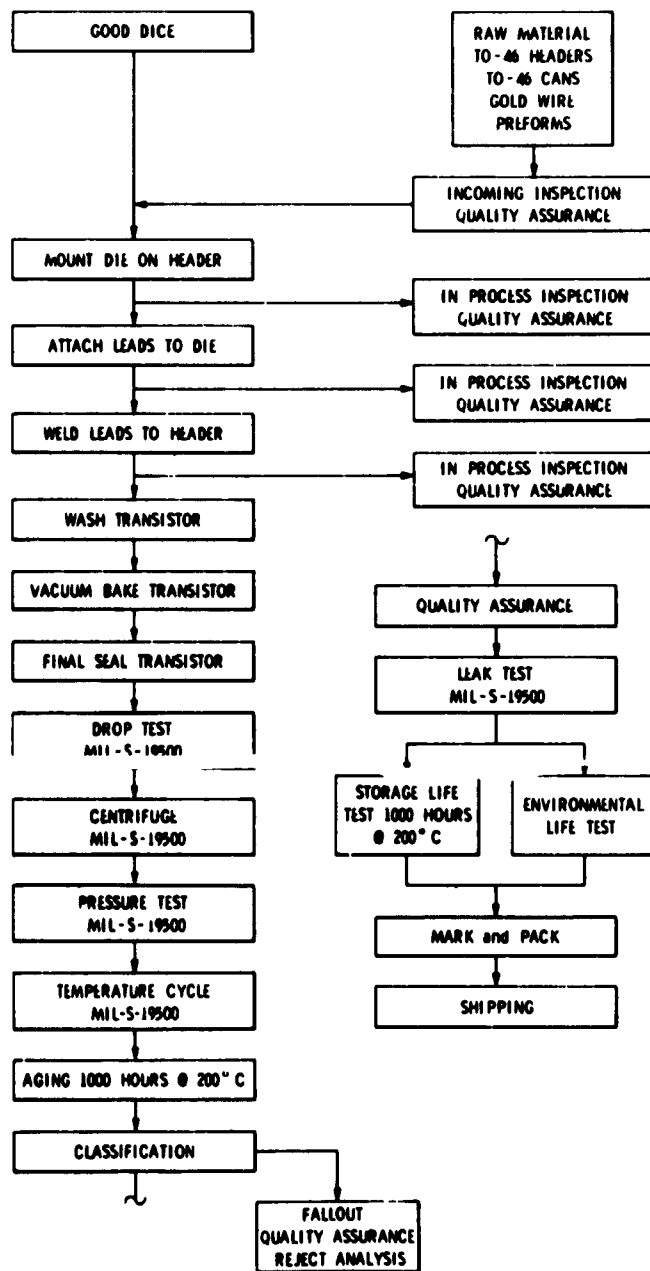 GOOD DICE
RAW MATERIAL
TO-46 HEADERS
TO-46 CANS
GOLD WIRE
PREFORMS
INCOMING INSPECTION
QUALITY ASSURANCE
MOUNT DIE ON HEADER
IN PROCESS INSPECTION
QUALITY ASSURANCE
ATTACH LEADS TO DIE
IN PROCESS INSPECTION
QUALITY ASSURANCE
WELD LEADS TO HEADER
IN PROCESS INSPECTION
QUALITY ASSURANCE
WASH TRANSISTOR
VACUUM BAKE TRANSISTOR
FINAL SEAL TRANSISTOR
DROP TEST
MIL-S-19500
CENTRIFUGE
MIL-S-19500
PRESSURE TEST
MIL-S-19500
TEMPERATURE CYCLE
MIL-S-19500
AGING 1000 HOURS @ 200° C
CLASSIFICATION
FALLOUT
QUALITY ASSURANCE
REJECT ANALYSIS
QUALITY ASSURANCE
LEAK TEST
MIL-S-19500
STORAGE LIFE
TEST 1000 HOURS
@ 200° C
ENVIRONMENTAL
LIFE TEST
MARK and PACK
SHIPPING